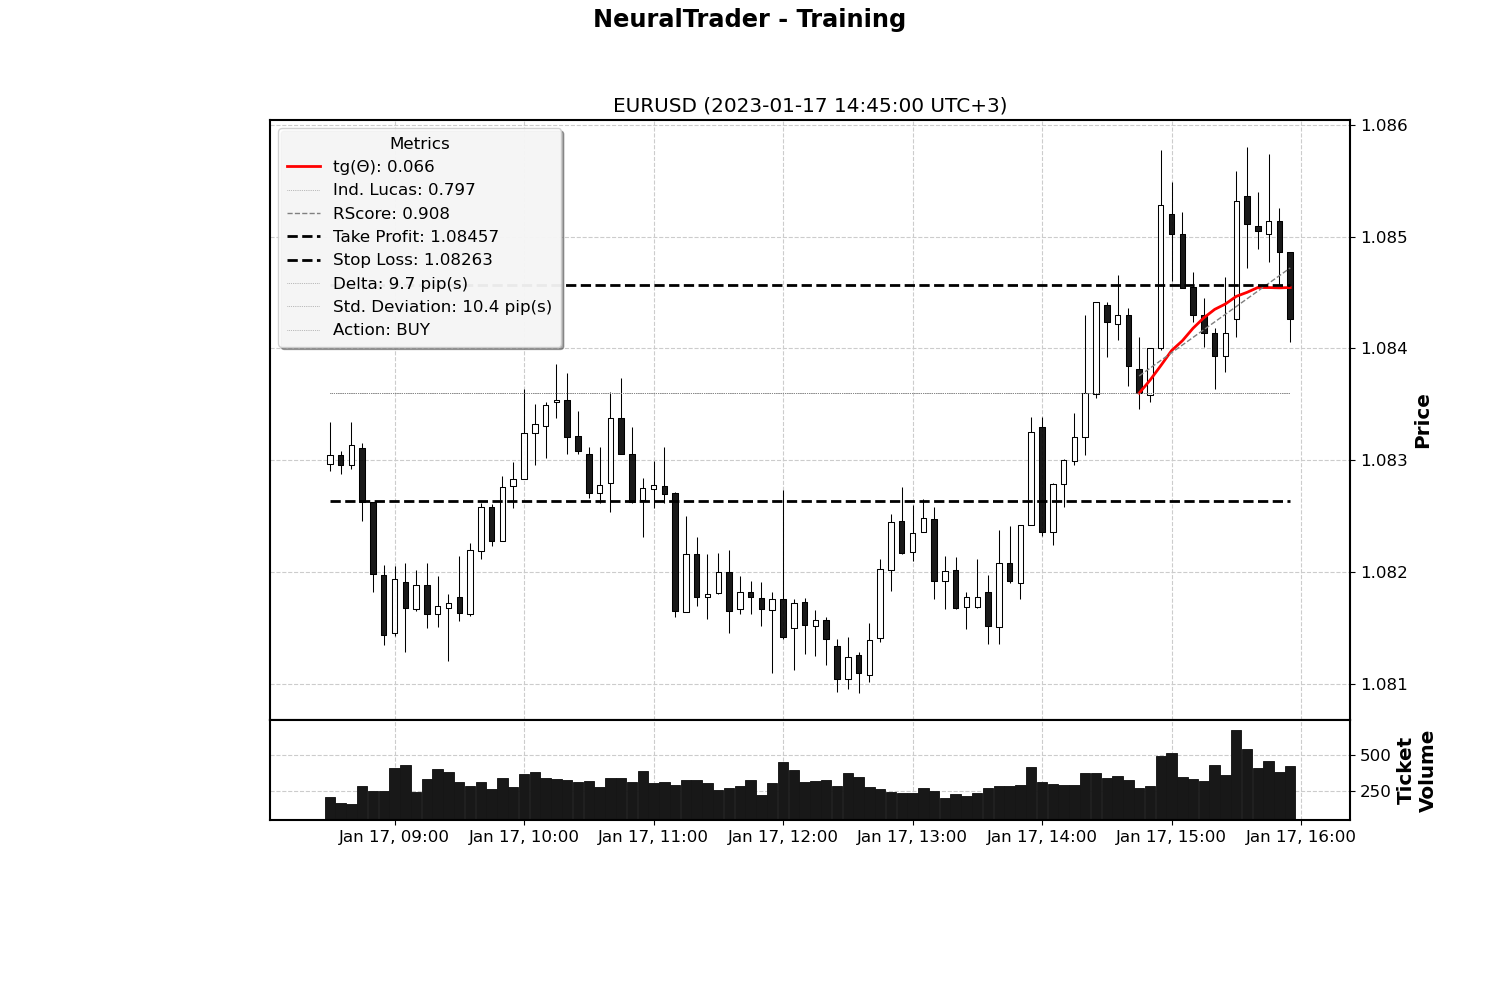 NeuralTrader - Training
EURUSD (2023-01-17 14:45:00 UTC+3)
Metrics
tg(Θ): 0.066
Ind. Lucas: 0.797
RScore: 0.908
Take Profit: 1.08457
Stop Loss: 1.08263
Delta: 9.7 pip(s)
Std. Deviation: 10.4 pip(s)
Action: BUY
1.086
1.085
1.084
1.083
1.082
1.081
Price
500
250
Ticket
Volume
Jan 17, 09:00
Jan 17, 10:00
Jan 17, 11:00
Jan 17, 12:00
Jan 17, 13:00
Jan 17, 14:00
Jan 17, 15:00
Jan 17, 16:00